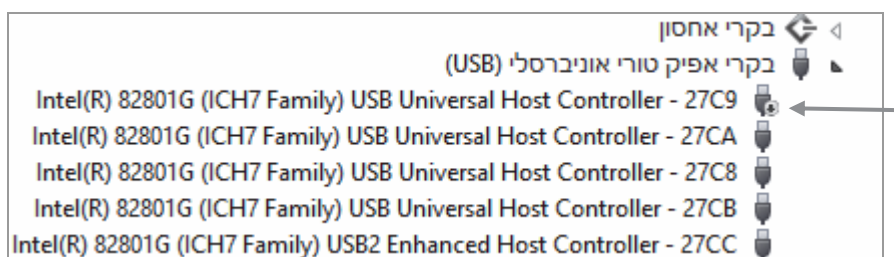 בקרי אחסון
בקרי אפיק טורי אוניברסלי (USB)
Intel(R) 82801G (ICH7 Family) USB Universal Host Controller - 27C9
Intel(R) 82801G (ICH7 Family) USB Universal Host Controller - 27CA
Intel(R) 82801G (ICH7 Family) USB Universal Host Controller - 27C8
Intel(R) 82801G (ICH7 Family) USB Universal Host Controller - 27CB
Intel(R) 82801G (ICH7 Family) USB2 Enhanced Host Controller - 27CC